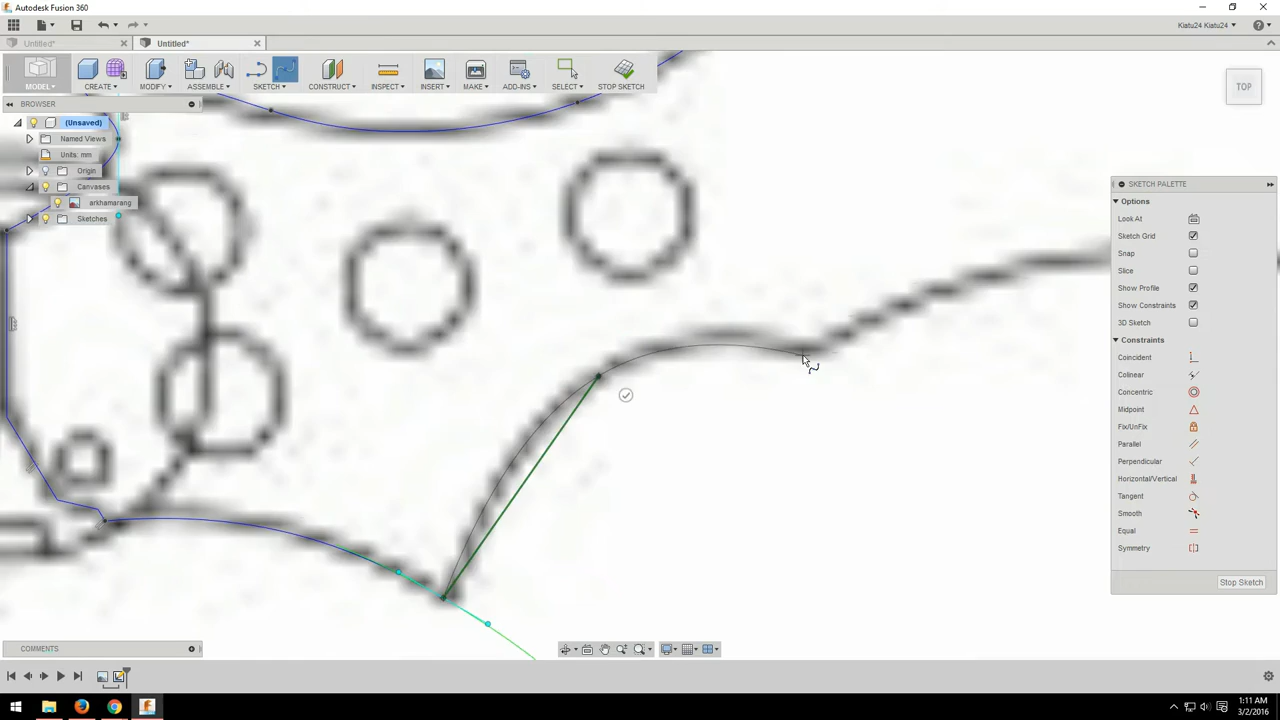 Autodesk Fusion 360
Kiatu24 Kiatu24
Untitled*
Untitled*
MODEL
CREATE
MODIFY
ASSEMBLE
SKETCH
CONSTRUCT
INSPECT
INSERT
MAKE
ADD-INS
SELECT
STOP SKETCH
TOP
BROWSER
(Unsaved)
Named Views
Units: mm
Origin
Canvases
arkhamarang
Sketches
SKETCH PALETTE
Options
Look At
Sketch Grid
Snap
Slice
Show Profile
Show Constraints
3D Sketch
Constraints
Coincident
Colinear
Concentric
Midpoint
Fix/UnFix
Parallel
Perpendicular
Horizontal/Vertical
Tangent
Smooth
Equal
Symmetry
Stop Sketch
COMMENTS
1:11 AM
3/2/2016